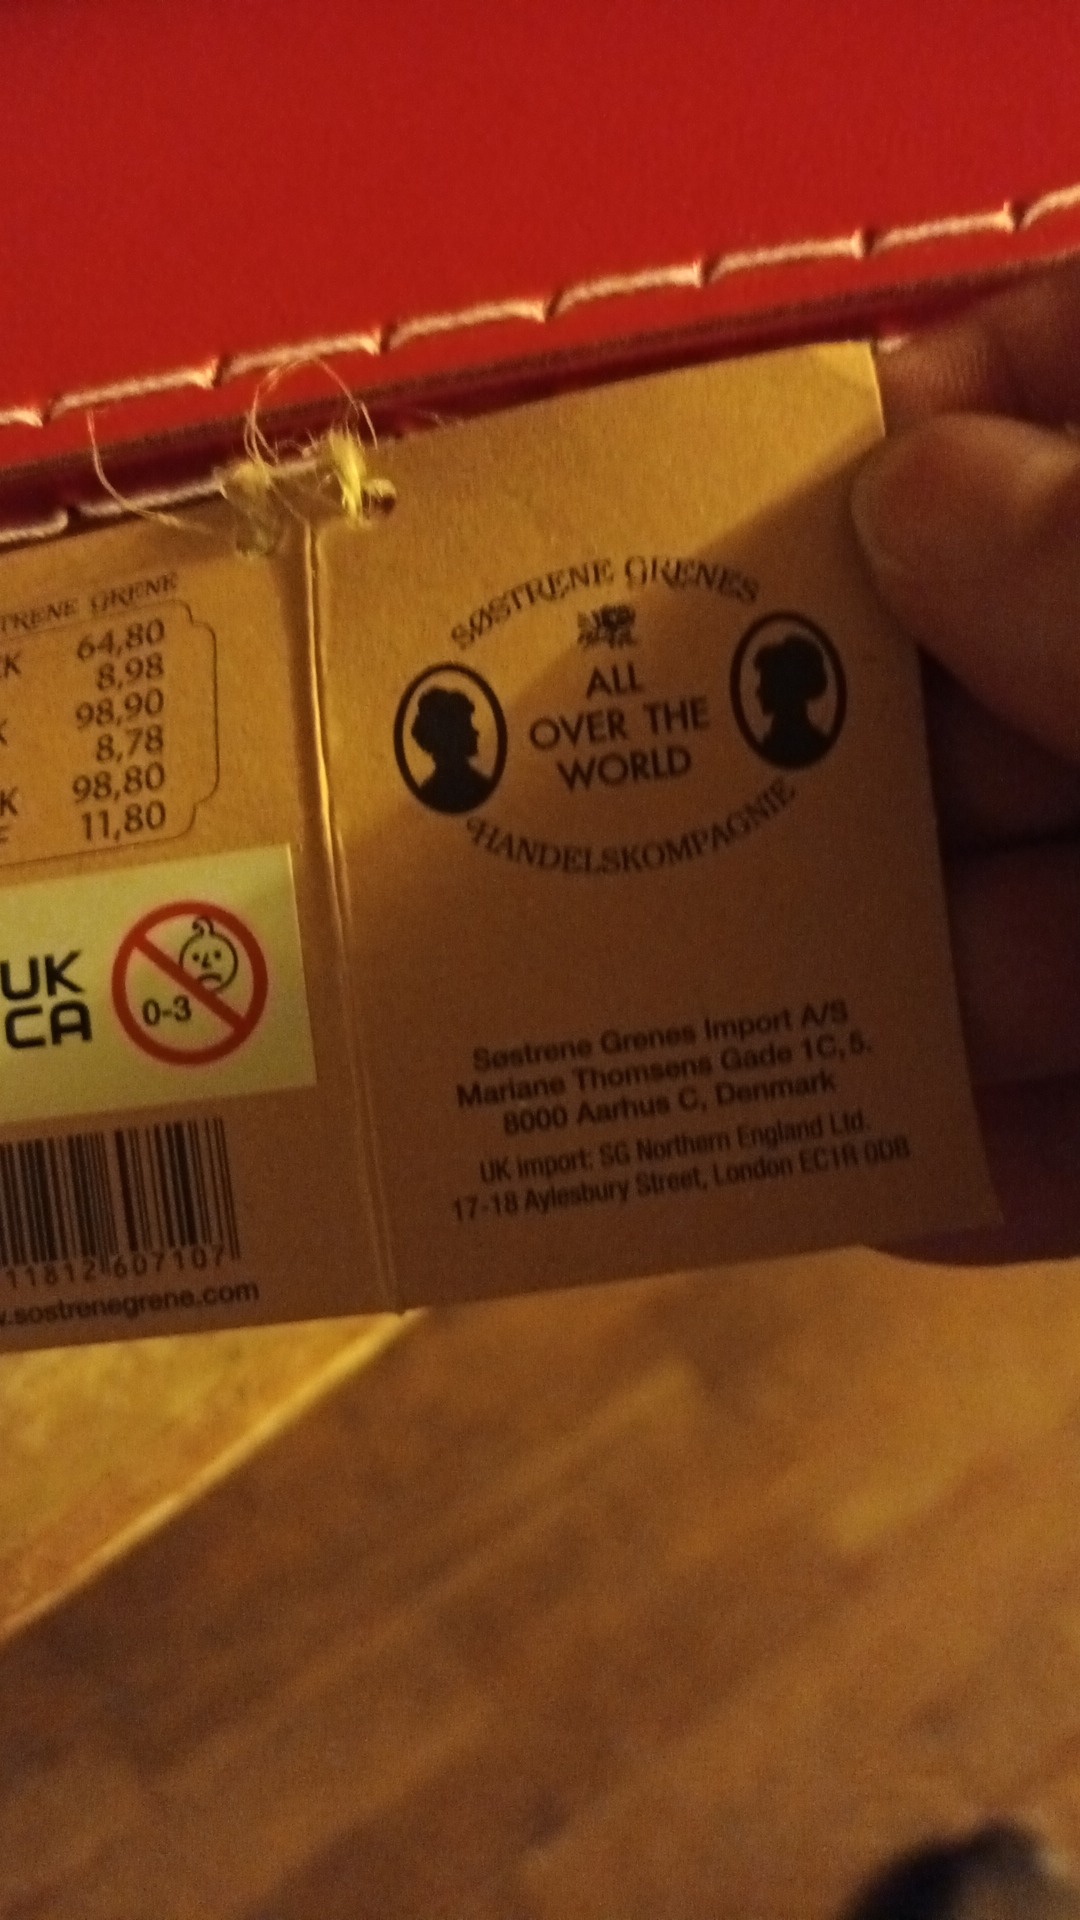 TRENE GRENE
K 64,80
8,98
K 98,90
8,78
K 98,80
11,80
UK
CA
0-3
11812 607107
.sostrenegrene.com
SØSTRENE GRENES
ALL
OVER THE
WORLD
HANDELSKOMPAGNIE
Søstrene Grenes Import A/S
Mariane Thomsens Gade 1C, 5.
8000 Aarhus C, Denmark
UK import: SG Northern England Ltd.
17-18 Aylesbury Street, London EC1R 0DB